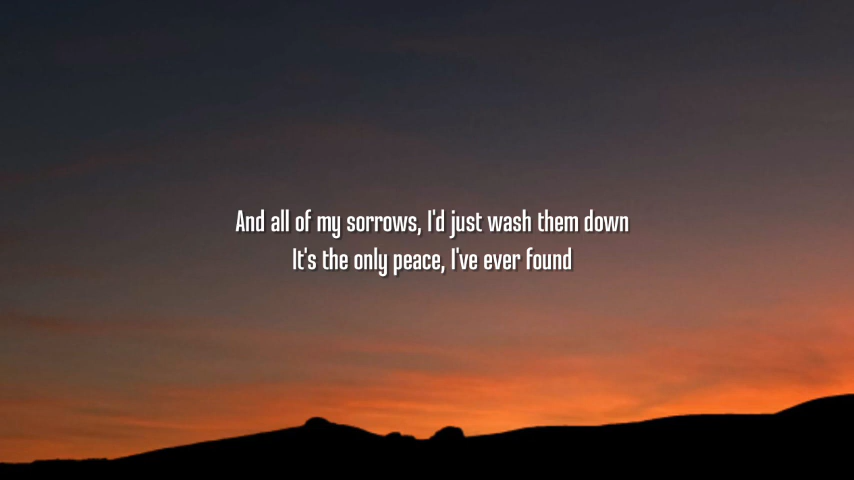 And all of my sorrows, I'd just wash them down
It's the only peace, I've ever found